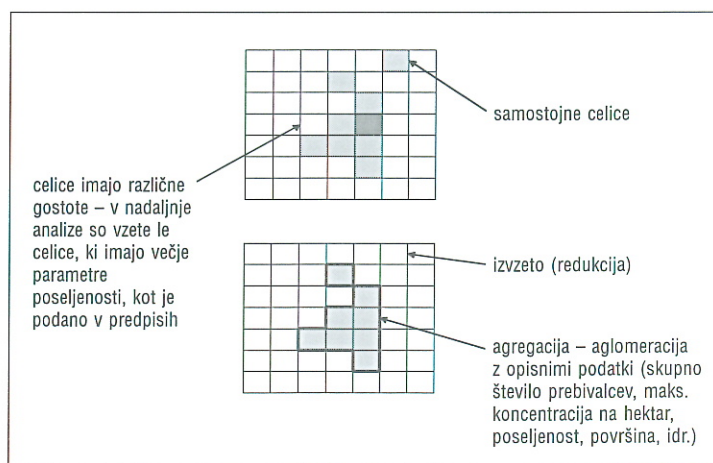 samostojne celice
celice imajo različne
gostote – v nadaljnje
analize so vzete le
celice, ki imajo večje
parametre
poseljenosti, kot je
podano v predpisih
izvzeto (redukcija)
agregacija – aglomeracija
z opisnimi podatki (skupno
število prebivalcev, maks.
koncentracija na hektar,
poseljenost, površina, idr.)